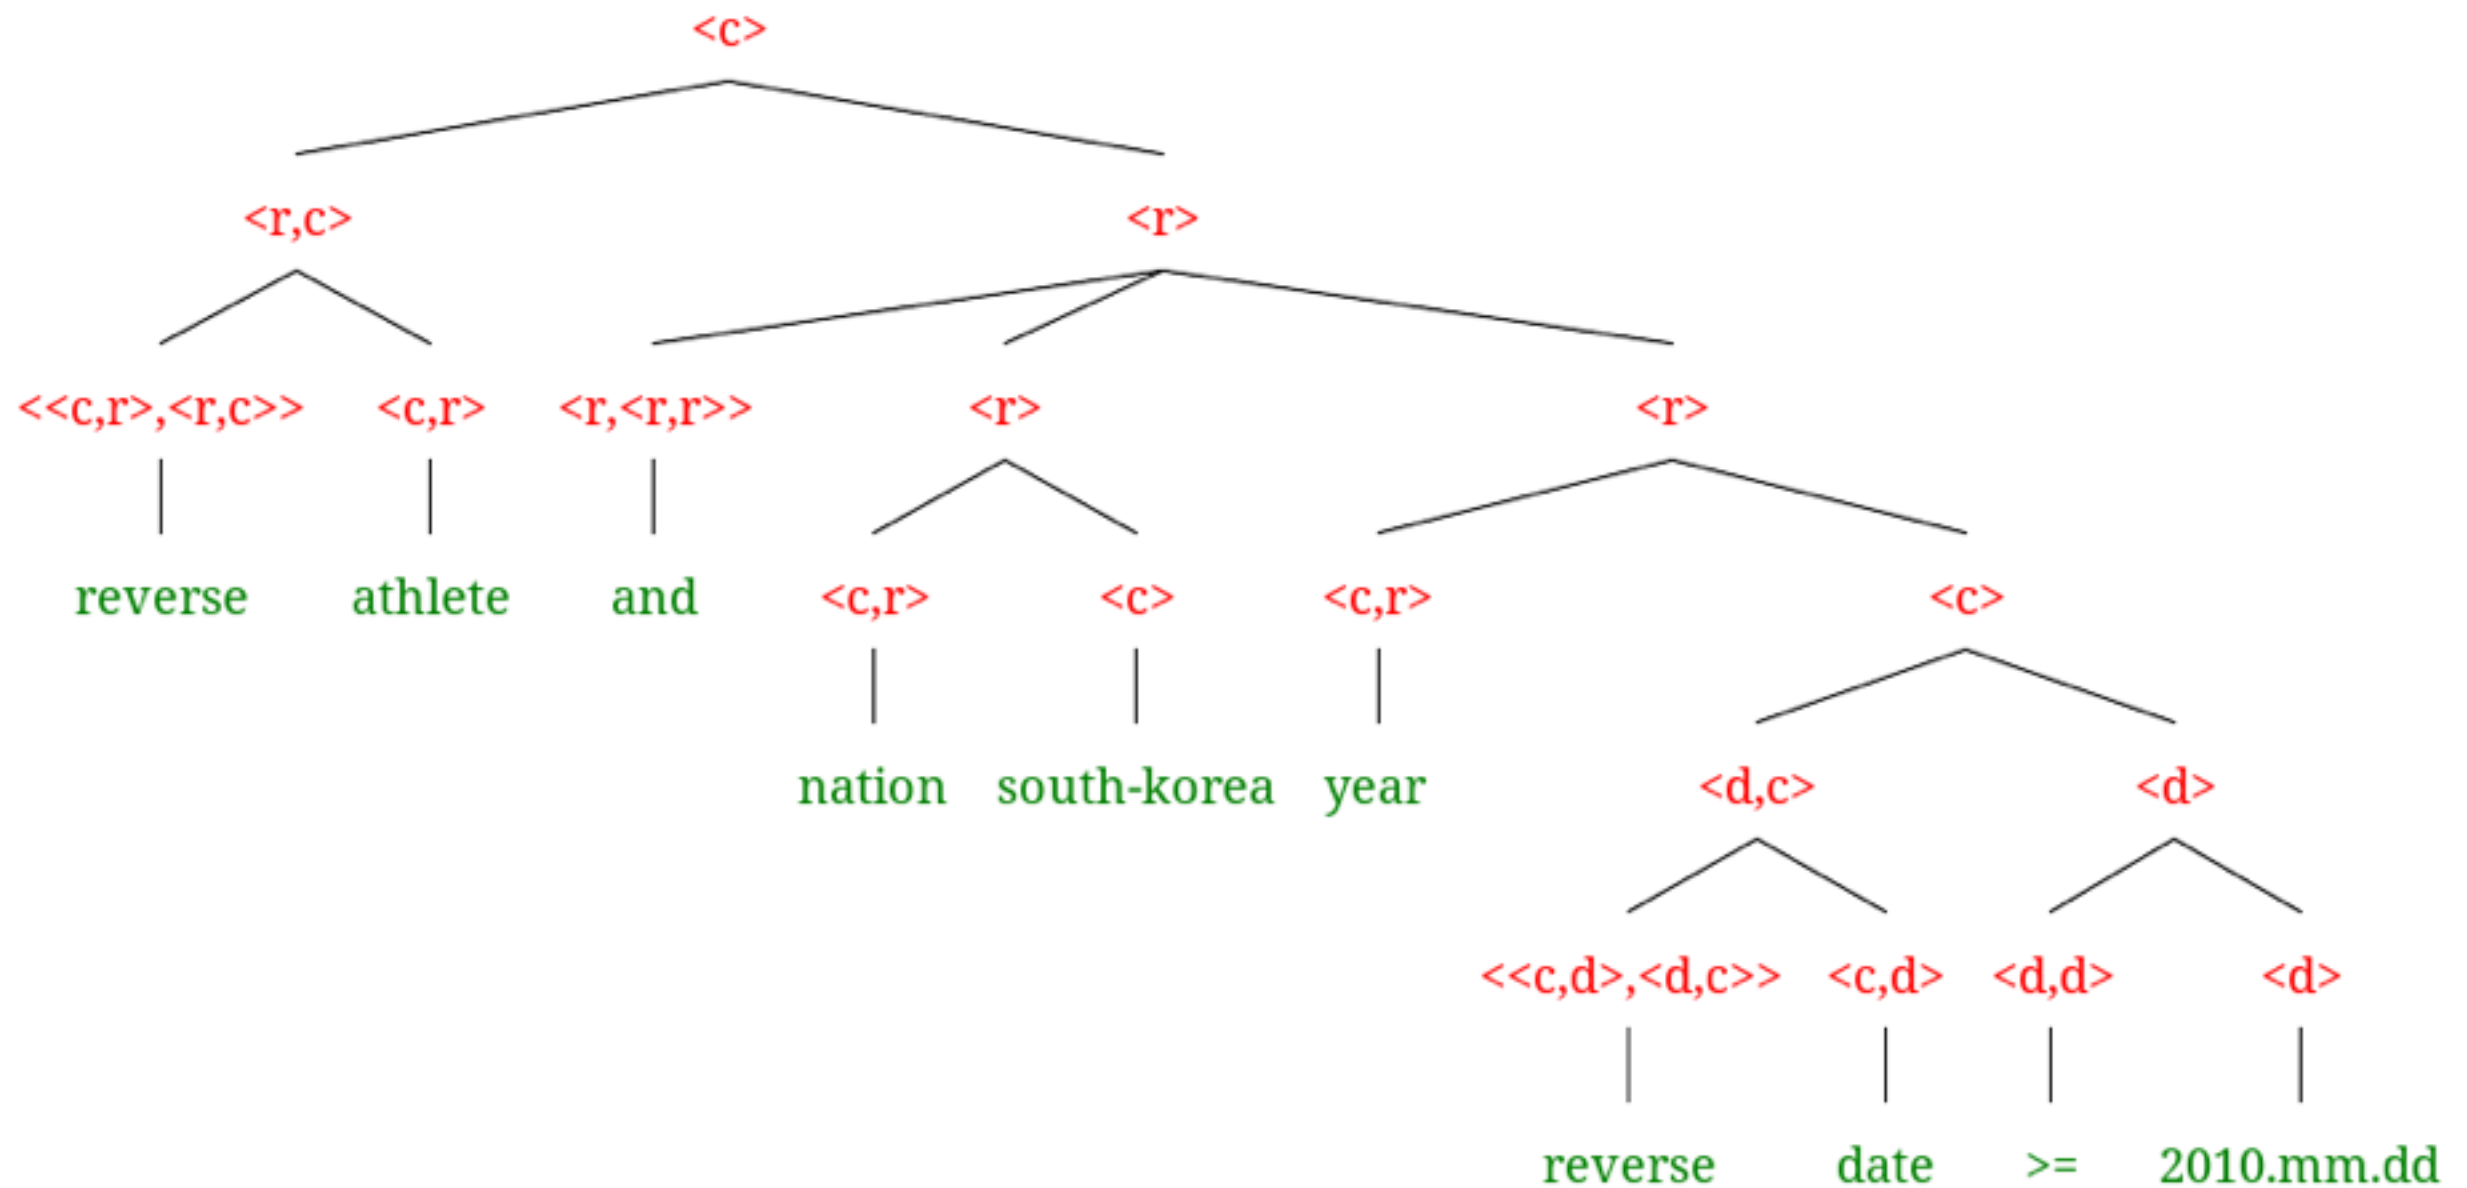 <c>
<r,c> <r>
<<c,r>,<r,c>> <c,r> <r,<r,r>> <r> <r>
reverse athlete and <c,r> <c> <c,r> <c>
nation south-korea year <d,c> <d>
<<c,d>,<d,c>> <c,d> <d,d> <d>
reverse date >= 2010.mm.dd